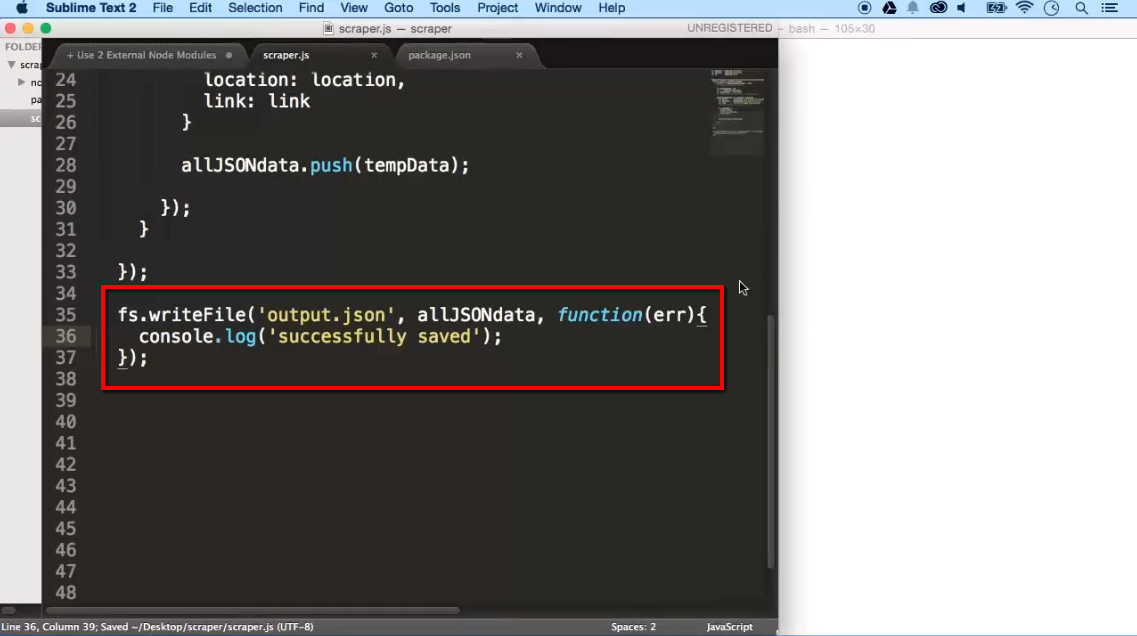 Sublime Text 2 File Edit Selection Find View Goto Tools Project Window Help
scraper.js — scraper UNREGISTERED – bash — 105×30
FOLDER
+ Use 2 External Node Modules scraper.js × package.json ×
scrap
no
pa
sc
24 location: location,
25 link: link
26 }
27
28 allJSONdata.push(tempData);
29
30 });
31 }
32
33 });
34
35 fs.writeFile('output.json', allJSONdata, function(err){
36 console.log('successfully saved');
37 });
38
39
40
41
42
43
44
45
46
47
48
Line 36, Column 39; Saved ~/Desktop/scraper/scraper.js (UTF-8) Spaces: 2 JavaScript